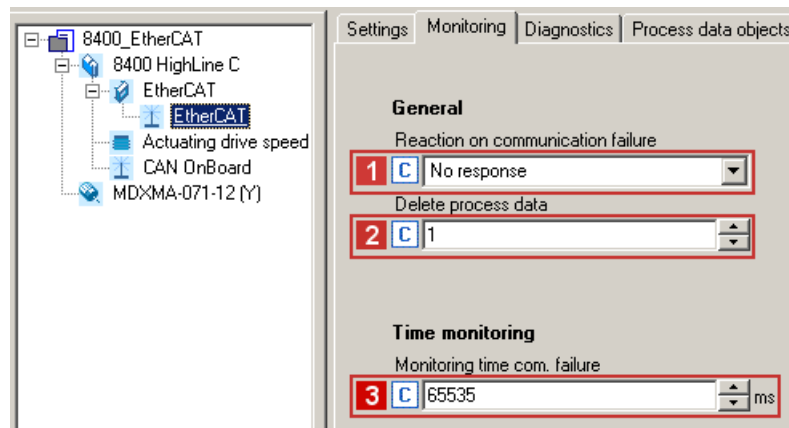 8400_EtherCAT
8400 HighLine C
EtherCAT
EtherCAT
Actuating drive speed
CAN OnBoard
MDXMA-071-12 (Y)
Settings Monitoring Diagnostics Process data objects
General
Reaction on communication failure
1 C No response
Delete process data
2 C 1
Time monitoring
Monitoring time com. failure
3 C 65535 ms